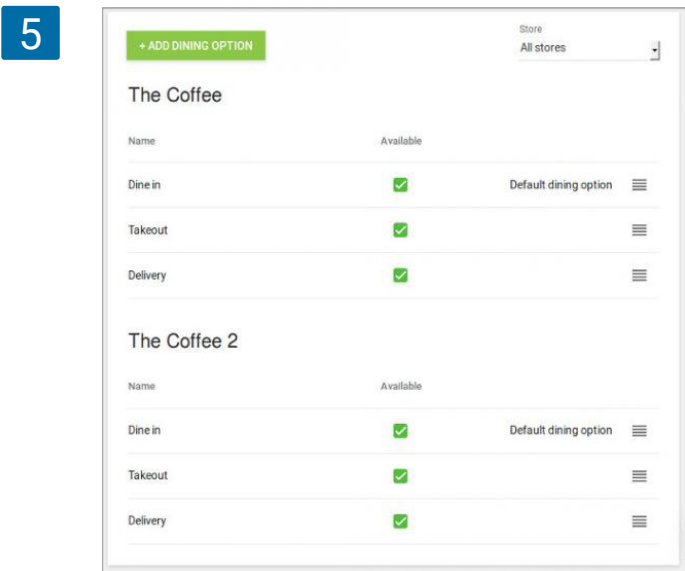 5
+ ADD DINING OPTION
Store
All stores
The Coffee
Name Available
Dine in Default dining option
Takeout
Delivery
The Coffee 2
Name Available
Dine in Default dining option
Takeout
Delivery